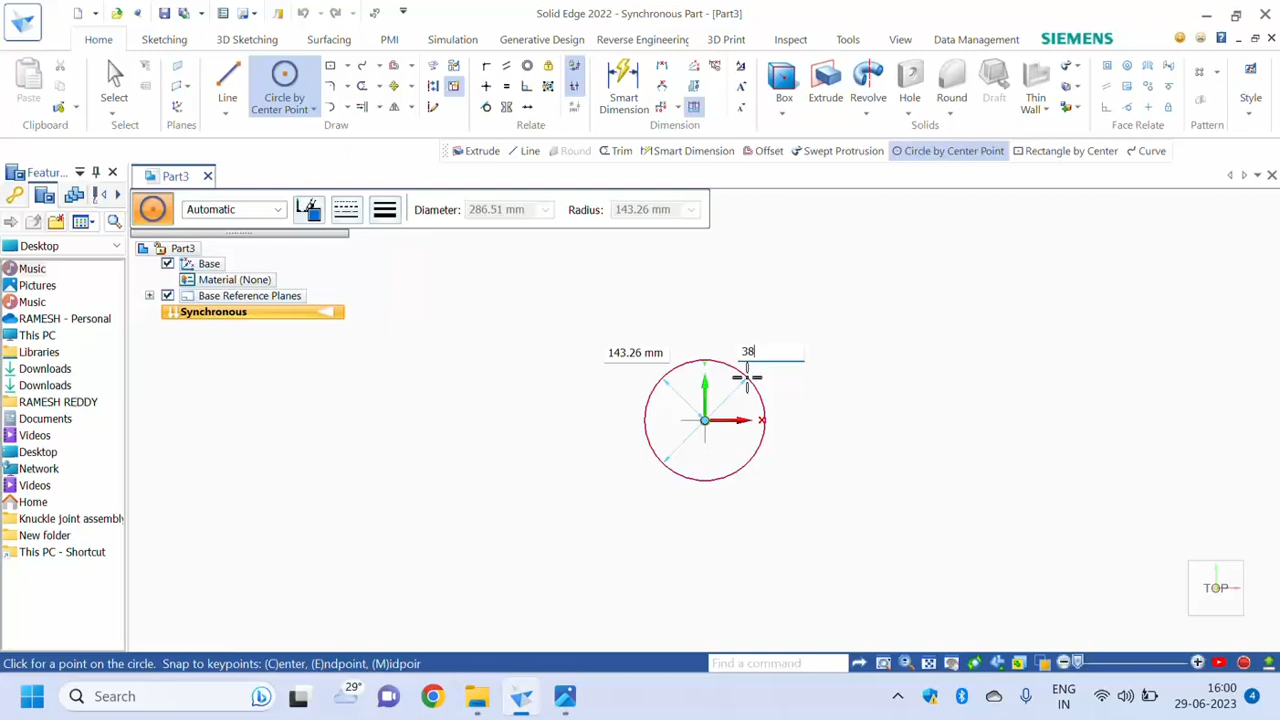 Solid Edge 2022 - Synchronous Part - [Part3]
Home
Sketching
3D Sketching
Surfacing
PMI
Simulation
Generative Design
Reverse Engineering
3D Print
Inspect
Tools
View
Data Management
SIEMENS
Paste
Select
Line
Circle by
Center Point
Smart
Dimension
Box
Extrude
Revolve
Hole
Round
Draft
Thin
Wall
Style
Clipboard
Select
Planes
Draw
Relate
Dimension
Solids
Face Relate
Pattern
Extrude
Line
Round
Trim
Smart Dimension
Offset
Swept Protrusion
Circle by Center Point
Rectangle by Center
Curve
Featur...
Part3
Automatic
Diameter: 286.51 mm
Radius: 143.26 mm
Desktop
Music
Pictures
Music
RAMESH - Personal
This PC
Libraries
Downloads
Downloads
RAMESH REDDY
Documents
Videos
Desktop
Network
Videos
Home
Knuckle joint assembly
New folder
This PC - Shortcut
Part3
Base
Material (None)
Base Reference Planes
Synchronous
143.26 mm
38
TOP
Click for a point on the circle. Snap to keypoints: (C)enter, (E)ndpoint, (M)idpoir
Find a command
Search
29°
ENG
IN
16:00
29-06-2023
4